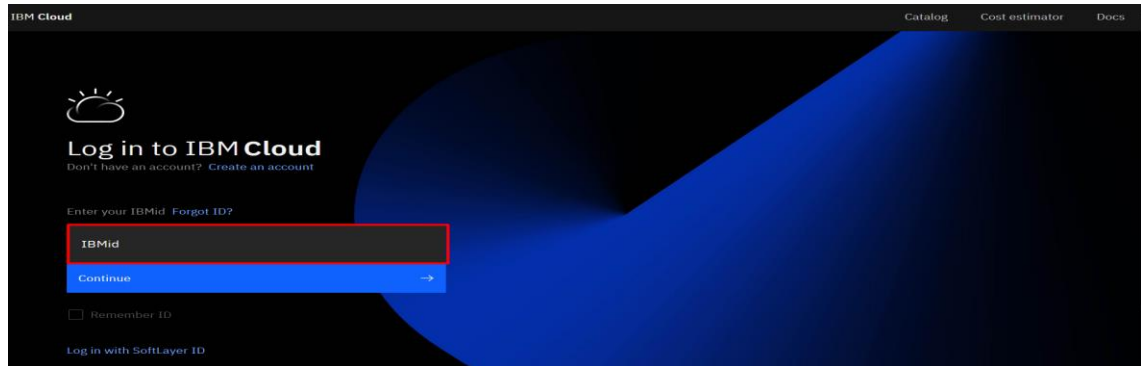 IBM Cloud Catalog Cost estimator Docs
Log in to IBM Cloud
Don't have an account? Create an account
Enter your IBMid Forgot ID?
IBMid
Continue →
Remember ID
Log in with SoftLayer ID